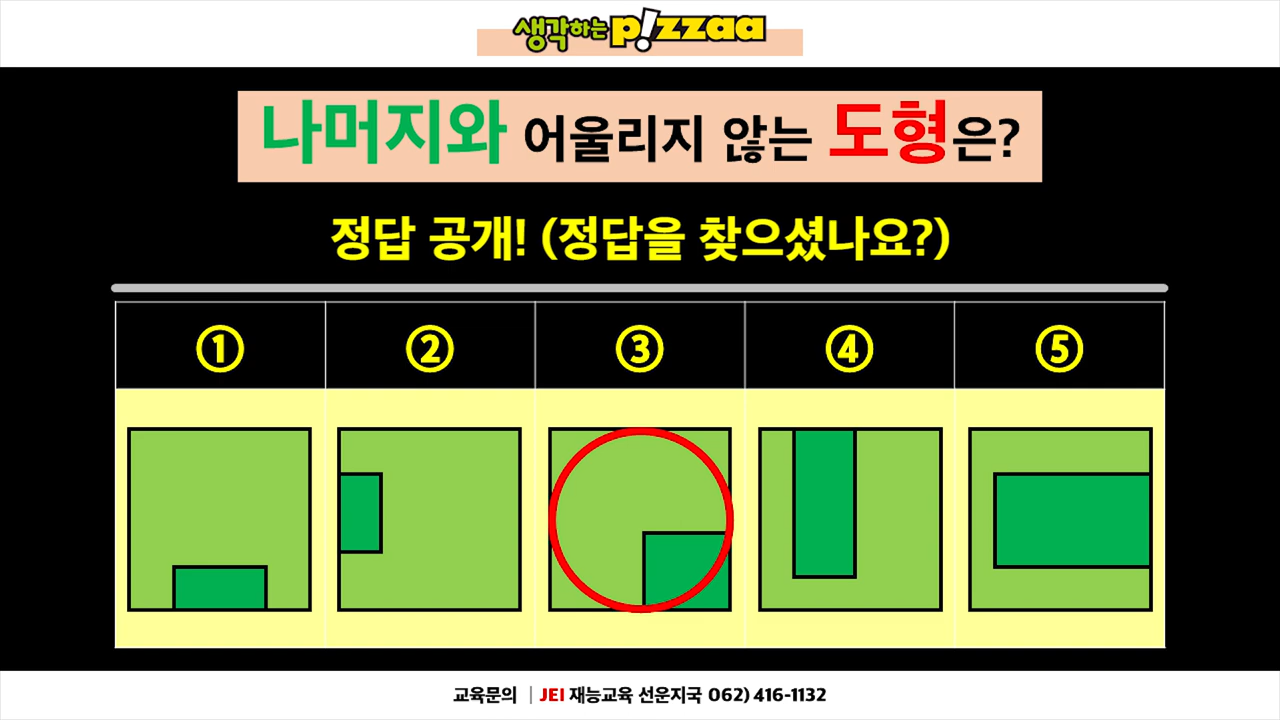 생각하는 p!zzaa
나머지와 어울리지 않는 도형은?
정답 공개! (정답을 찾으셨나요?)
① ② ③ ④ ⑤
교육문의 | JEI 재능교육 선운지국 062) 416-1132